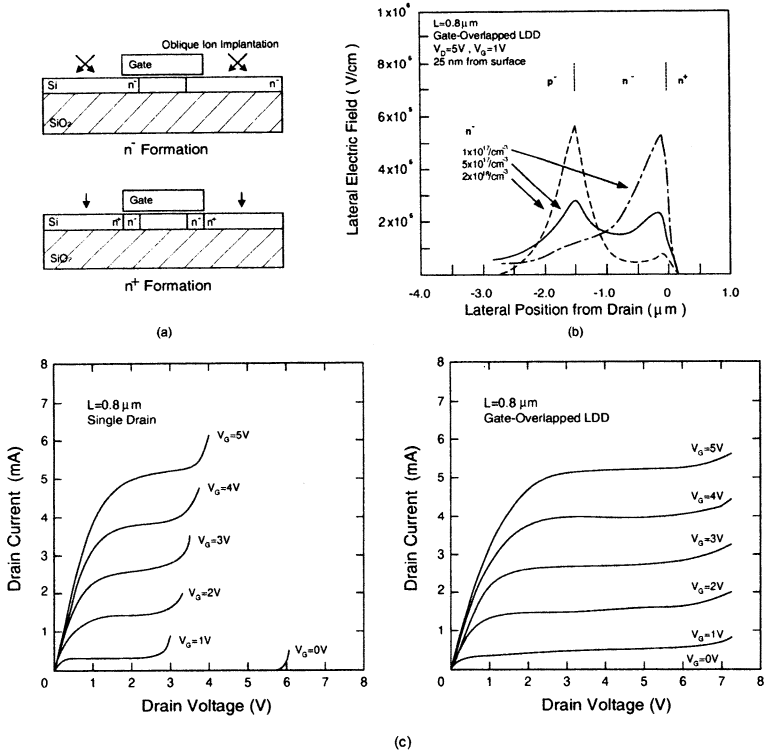 Oblique Ion Implantation
Gate
Si
n⁻
n⁻
SiO₂
n⁻ Formation
Gate
Si
n⁺
n⁻
n⁻
n⁺
SiO₂
n⁺ Formation
(a)
Lateral Electric Field ( V/cm)
1x10⁶
8x10⁵
6x10⁵
4x10⁵
2x10⁵
L=0.8μm
Gate-Overlapped LDD
V_D=5V , V_G=1V
25 nm from surface
p⁻
n⁻
n⁺
n⁻
1x10¹⁷/cm³
5x10¹⁷/cm³
2x10¹⁸/cm³
-4.0 -3.0 -2.0 -1.0 0 1.0
Lateral Position from Drain (μm )
(b)
Drain Current (mA)
8
7
6
5
4
3
2
1
L=0.8μm
Single Drain
V_G=5V
V_G=4V
V_G=3V
V_G=2V
V_G=1V
V_G=0V
0 1 2 3 4 5 6 7 8
Drain Voltage (V)
Drain Current (mA)
8
7
6
5
4
3
2
1
L=0.8μm
Gate-Overlapped LDD
V_G=5V
V_G=4V
V_G=3V
V_G=2V
V_G=1V
V_G=0V
0 1 2 3 4 5 6 7 8
Drain Voltage (V)
(c)